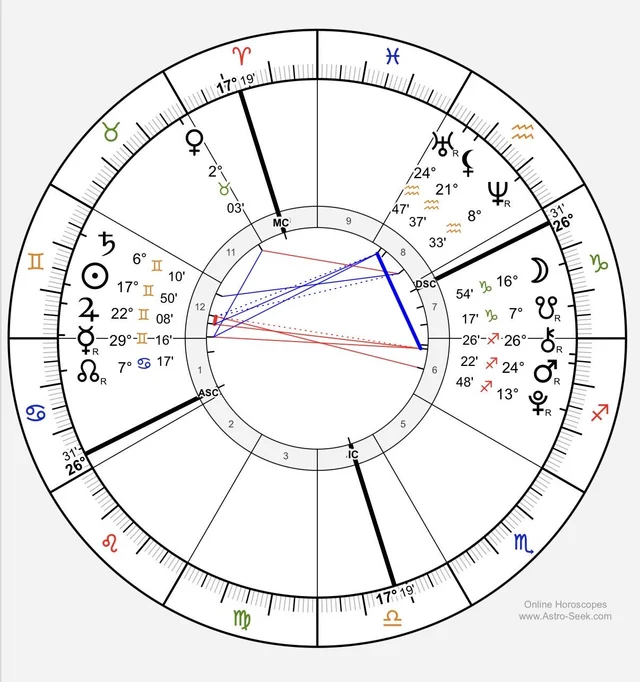 ♈
♓
17° 19'
♉
♒
♀
♅R
⚸
2°
♉
03'
24°
♒
47'
21°
♒
37'
♆R
8°
♒
33'
31'
26°
MC
9
11
8
♊
♄
6° ♊ 10'
☉
17° ♊ 50'
♃
22° ♊ 08'
☿R
29° ♊ 16'
☊R
7° ♋ 17'
12
DSC
7
54' ♑ 16°
☽
17' ♑ 7°
☋R
26' ♐ 26°
⚷R
22' ♐ 24°
♂R
48' ♐ 13°
♇R
♑
1
6
ASC
♋
♐
2
3
IC
5
31'
26°
♌
♏
17° 19'
♍
♎
Online Horoscopes
www.Astro-Seek.com